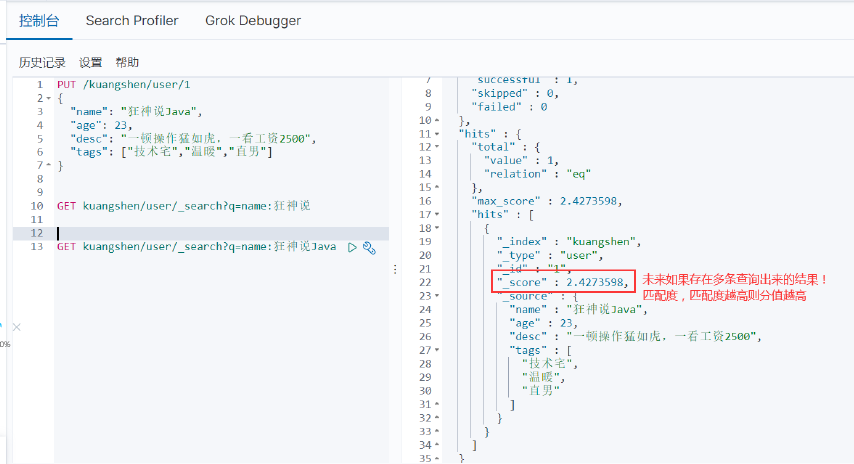 控制台 Search Profiler Grok Debugger
历史记录 设置 帮助
1 PUT /kuangshen/user/1
2 {
3 "name": "狂神说Java",
4 "age": 23,
5 "desc": "一顿操作猛如虎，一看工资2500",
6 "tags": ["技术宅","温暖","直男"]
7 }
8
9
10 GET kuangshen/user/_search?q=name:狂神说
11
12
13 GET kuangshen/user/_search?q=name:狂神说Java
0%
7 "successful" : 1,
8 "skipped" : 0,
9 "failed" : 0
10 },
11 "hits" : {
12 "total" : {
13 "value" : 1,
14 "relation" : "eq"
15 },
16 "max_score" : 2.4273598,
17 "hits" : [
18 {
19 "_index" : "kuangshen",
20 "_type" : "user",
21 "_id" : "1",
22 "_score" : 2.4273598,
未来如果存在多条查询出来的结果！
匹配度，匹配度越高则分值越高
23 "_source" : {
24 "name" : "狂神说Java",
25 "age" : 23,
26 "desc" : "一顿操作猛如虎，一看工资2500",
27 "tags" : [
28 "技术宅",
29 "温暖",
30 "直男"
31 ]
32 }
33 }
34 ]
35 }